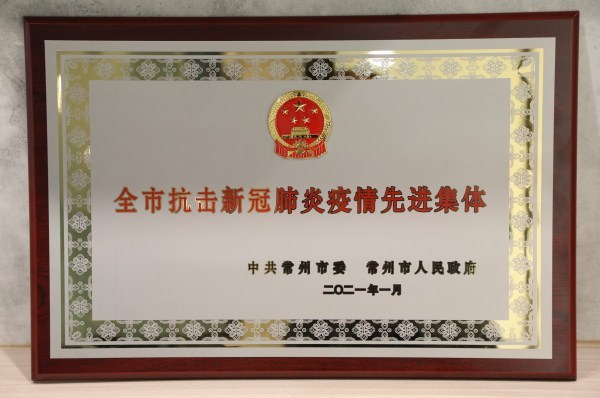 全市抗击新冠肺炎疫情先进集体
中共常州市委 常州市人民政府
二〇二一年一月